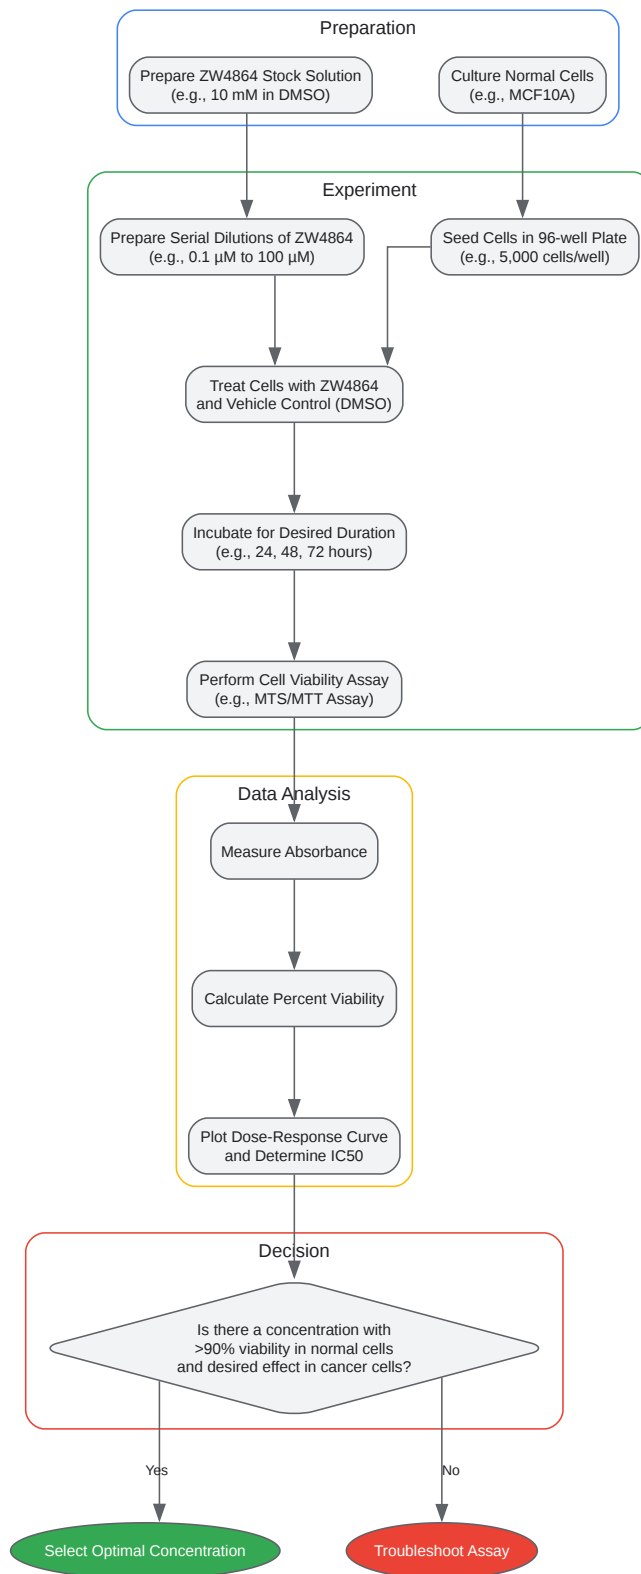 Preparation
Prepare ZW4864 Stock Solution
(e.g., 10 mM in DMSO)
Culture Normal Cells
(e.g., MCF10A)
Experiment
Prepare Serial Dilutions of ZW4864
(e.g., 0.1 µM to 100 µM)
Seed Cells in 96-well Plate
(e.g., 5,000 cells/well)
Treat Cells with ZW4864
and Vehicle Control (DMSO)
Incubate for Desired Duration
(e.g., 24, 48, 72 hours)
Perform Cell Viability Assay
(e.g., MTS/MTT Assay)
Data Analysis
Measure Absorbance
Calculate Percent Viability
Plot Dose-Response Curve
and Determine IC50
Decision
Is there a concentration with
>90% viability in normal cells
and desired effect in cancer cells?
Yes
No
Select Optimal Concentration
Troubleshoot Assay